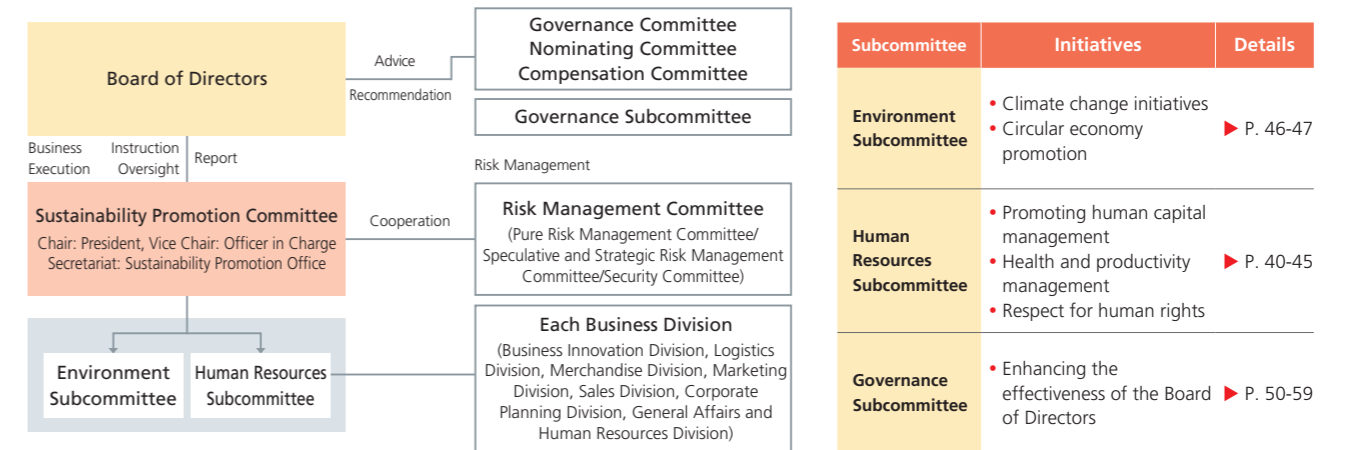 Board of Directors
Advice
Recommendation
Governance Committee
Nominating Committee
Compensation Committee
Governance Subcommittee
Business
Execution
Instruction
Oversight
Report
Risk Management
Sustainability Promotion Committee
Chair: President, Vice Chair: Officer in Charge
Secretariat: Sustainability Promotion Office
Cooperation
Risk Management Committee
(Pure Risk Management Committee/
Speculative and Strategic Risk Management
Committee/Security Committee)
Environment
Subcommittee
Human Resources
Subcommittee
Each Business Division
(Business Innovation Division, Logistics
Division, Merchandise Division, Marketing
Division, Sales Division, Corporate
Planning Division, General Affairs and
Human Resources Division)
Subcommittee Initiatives Details
Environment
Subcommittee
• Climate change initiatives
• Circular economy
promotion
▶ P. 46-47
Human
Resources
Subcommittee
• Promoting human capital
management
• Health and productivity
management
• Respect for human rights
▶ P. 40-45
Governance
Subcommittee
• Enhancing the
effectiveness of the Board
of Directors
▶ P. 50-59